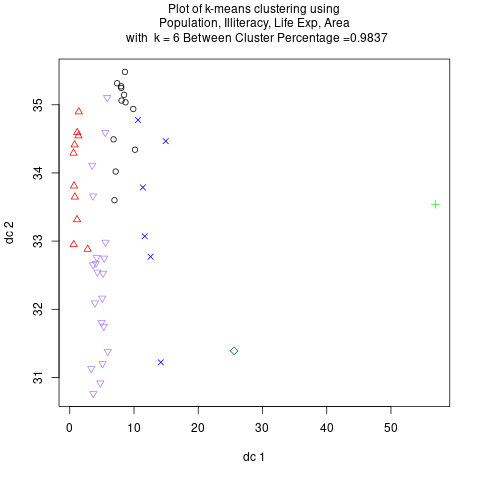 Plot of k-means clustering using
Population, Illiteracy, Life Exp, Area
with k = 6 Between Cluster Percentage =0.9837
35
34
33
32
31
dc 2
0
10
20
30
40
50
dc 1